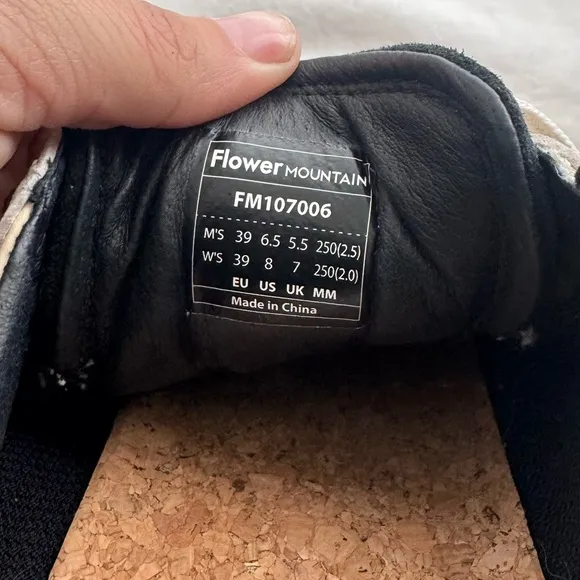 Flower MOUNTAIN
FM107006
M'S 39 6.5 5.5 250(2.5)
W'S 39 8 7 250(2.0)
EU US UK MM
Made in China